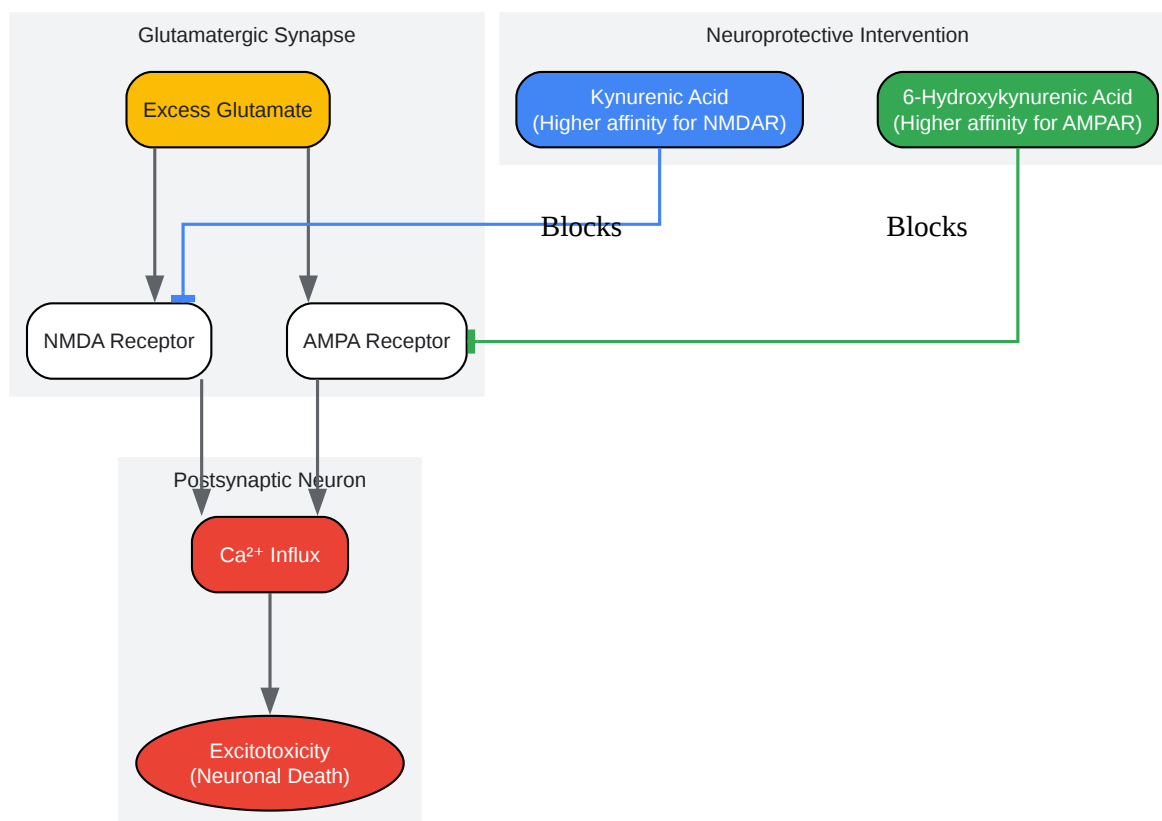 Glutamatergic Synapse
Neuroprotective Intervention
Excess Glutamate
Kynurenic Acid
(Higher affinity for NMDAR)
6-Hydroxykynurenic Acid
(Higher affinity for AMPAR)
Blocks
Blocks
NMDA Receptor
AMPA Receptor
Postsynaptic Neuron
Ca²⁺ Influx
Excitotoxicity
(Neuronal Death)